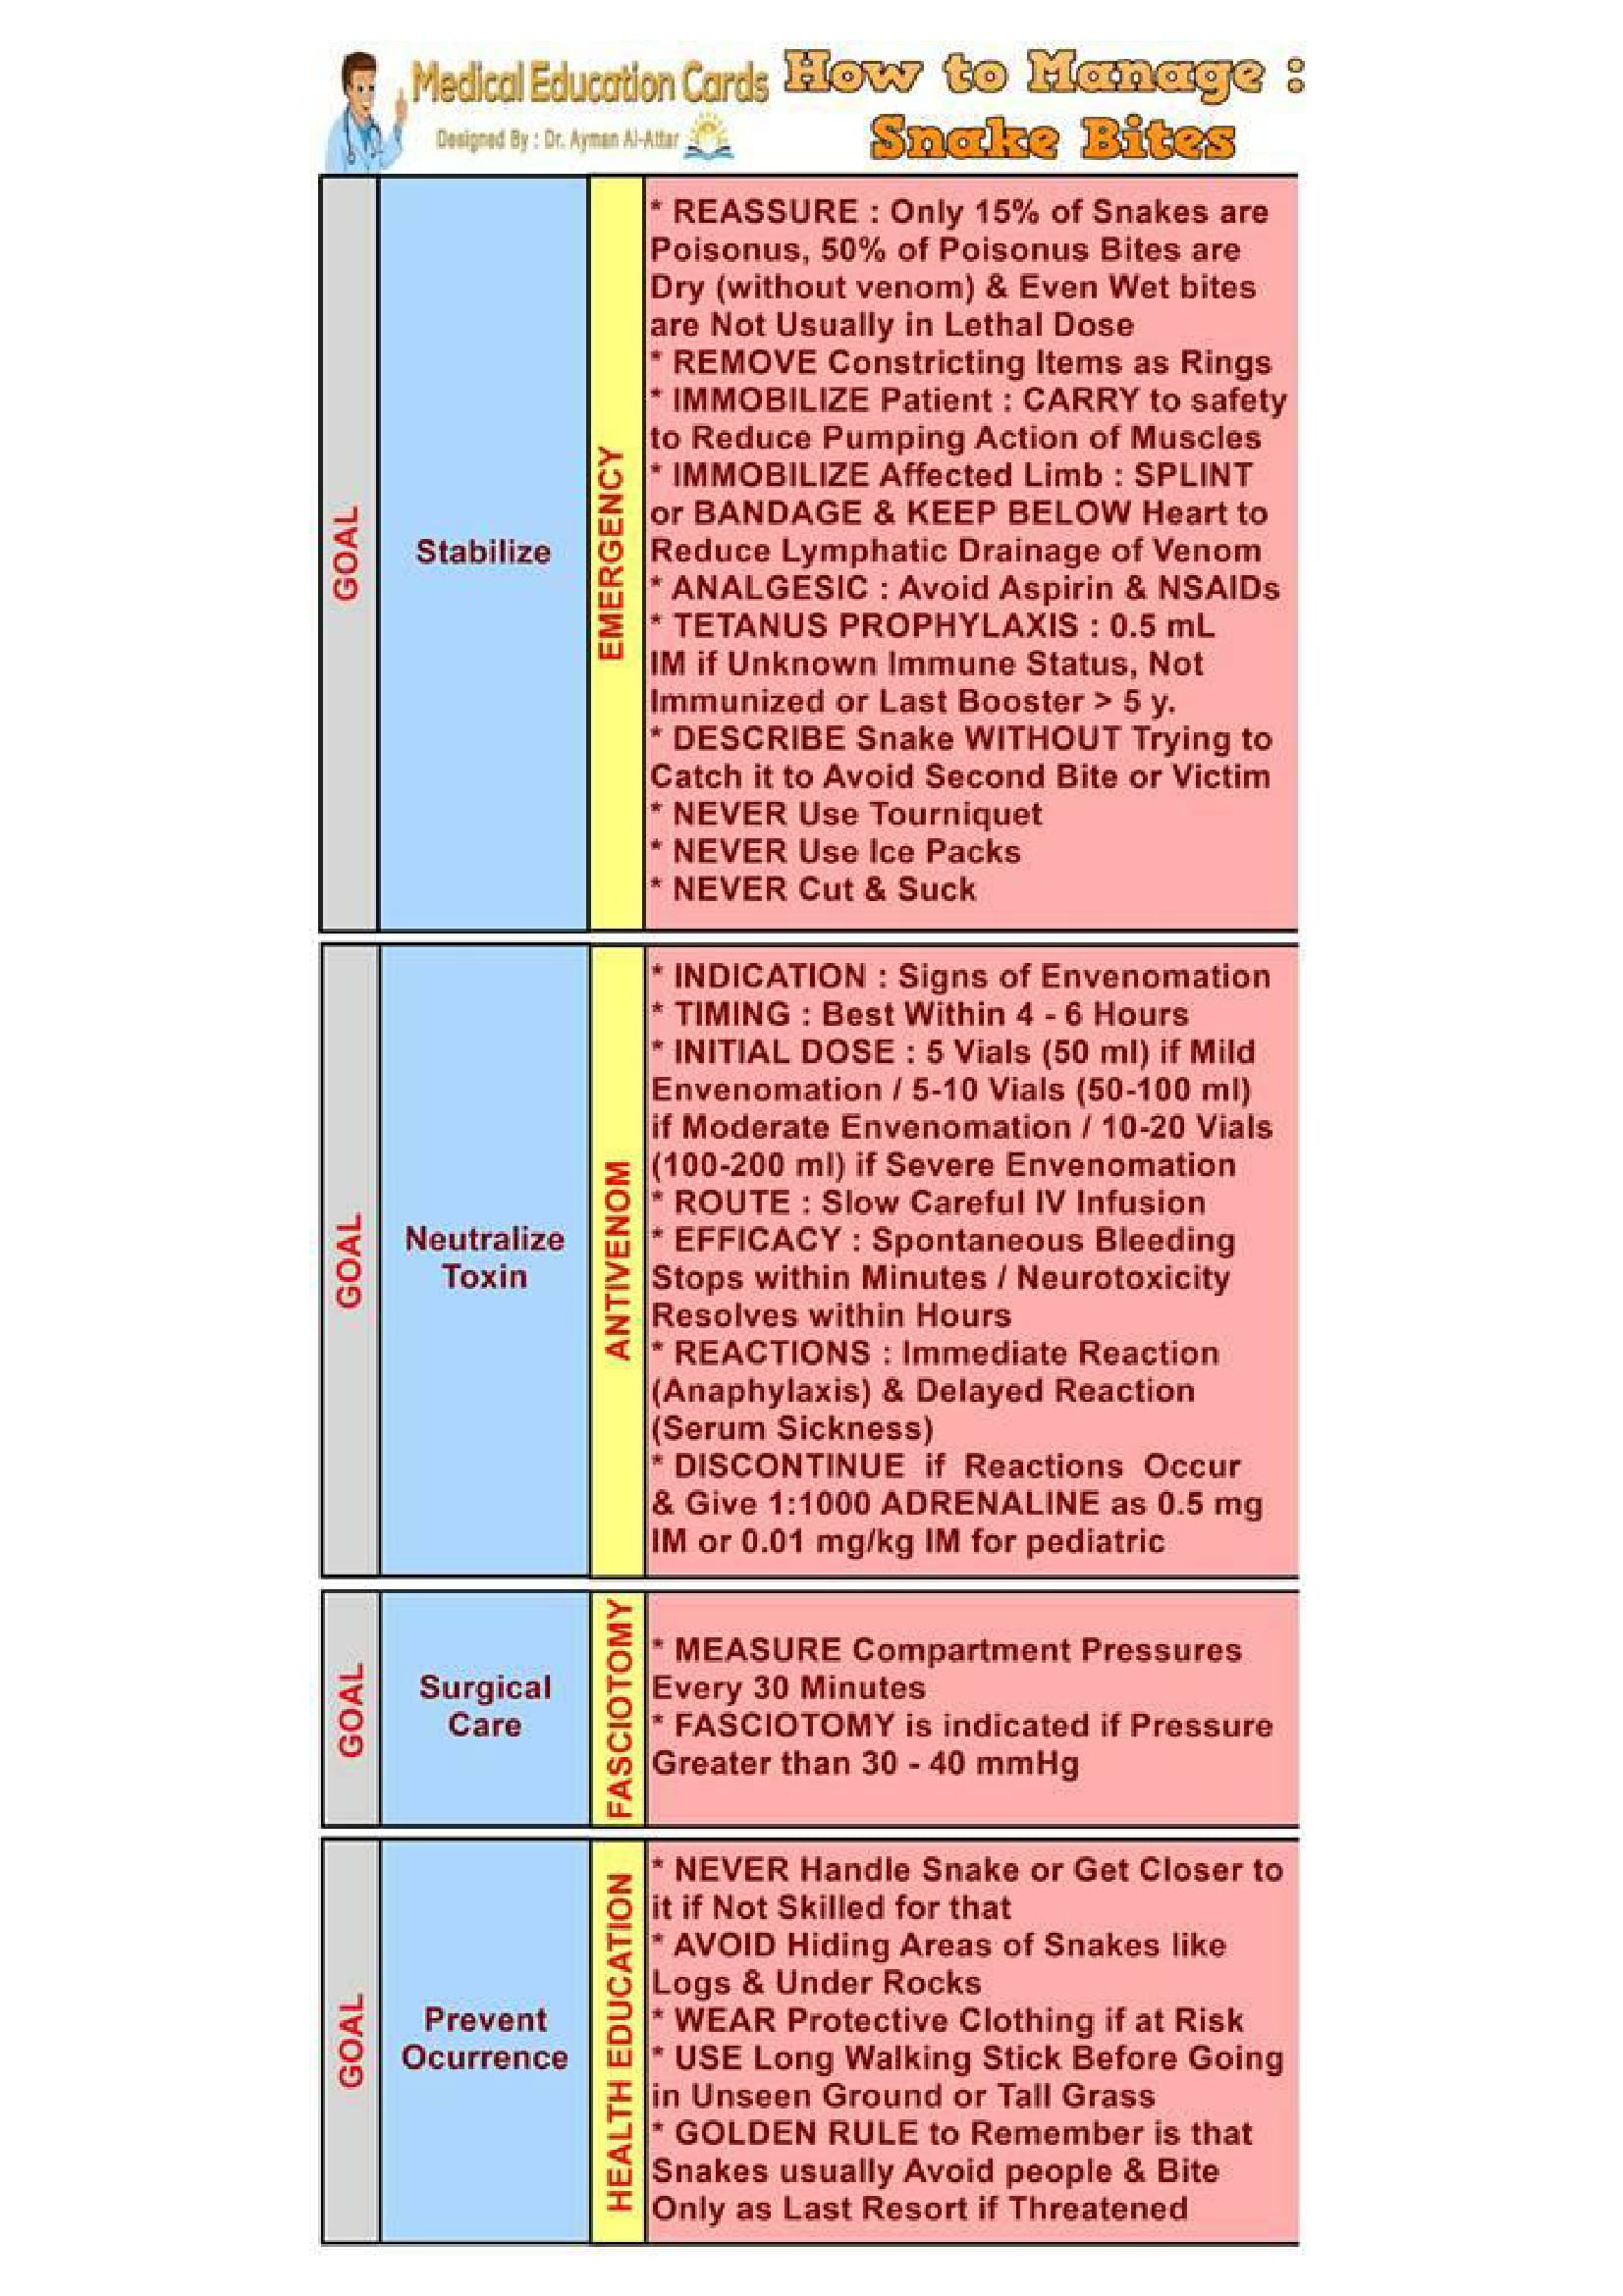 Medical Education Cards
Designed By : Dr. Ayman Al-Attar
How to Manage :
Snake Bites
GOAL
Stabilize
EMERGENCY
* REASSURE : Only 15% of Snakes are
Poisonus, 50% of Poisonus Bites are
Dry (without venom) & Even Wet bites
are Not Usually in Lethal Dose
* REMOVE Constricting Items as Rings
* IMMOBILIZE Patient : CARRY to safety
to Reduce Pumping Action of Muscles
* IMMOBILIZE Affected Limb : SPLINT
or BANDAGE & KEEP BELOW Heart to
Reduce Lymphatic Drainage of Venom
* ANALGESIC : Avoid Aspirin & NSAIDs
* TETANUS PROPHYLAXIS : 0.5 mL
IM if Unknown Immune Status, Not
Immunized or Last Booster > 5 y.
* DESCRIBE Snake WITHOUT Trying to
Catch it to Avoid Second Bite or Victim
* NEVER Use Tourniquet
* NEVER Use Ice Packs
* NEVER Cut & Suck
GOAL
Neutralize
Toxin
ANTIVENOM
* INDICATION : Signs of Envenomation
* TIMING : Best Within 4 - 6 Hours
* INITIAL DOSE : 5 Vials (50 ml) if Mild
Envenomation / 5-10 Vials (50-100 ml)
if Moderate Envenomation / 10-20 Vials
(100-200 ml) if Severe Envenomation
* ROUTE : Slow Careful IV Infusion
* EFFICACY : Spontaneous Bleeding
Stops within Minutes / Neurotoxicity
Resolves within Hours
* REACTIONS : Immediate Reaction
(Anaphylaxis) & Delayed Reaction
(Serum Sickness)
* DISCONTINUE if Reactions Occur
& Give 1:1000 ADRENALINE as 0.5 mg
IM or 0.01 mg/kg IM for pediatric
GOAL
Surgical
Care
FASCIOTOMY
* MEASURE Compartment Pressures
Every 30 Minutes
* FASCIOTOMY is indicated if Pressure
Greater than 30 - 40 mmHg
GOAL
Prevent
Ocurrence
HEALTH EDUCATION
* NEVER Handle Snake or Get Closer to
it if Not Skilled for that
* AVOID Hiding Areas of Snakes like
Logs & Under Rocks
* WEAR Protective Clothing if at Risk
* USE Long Walking Stick Before Going
in Unseen Ground or Tall Grass
* GOLDEN RULE to Remember is that
Snakes usually Avoid people & Bite
Only as Last Resort if Threatened